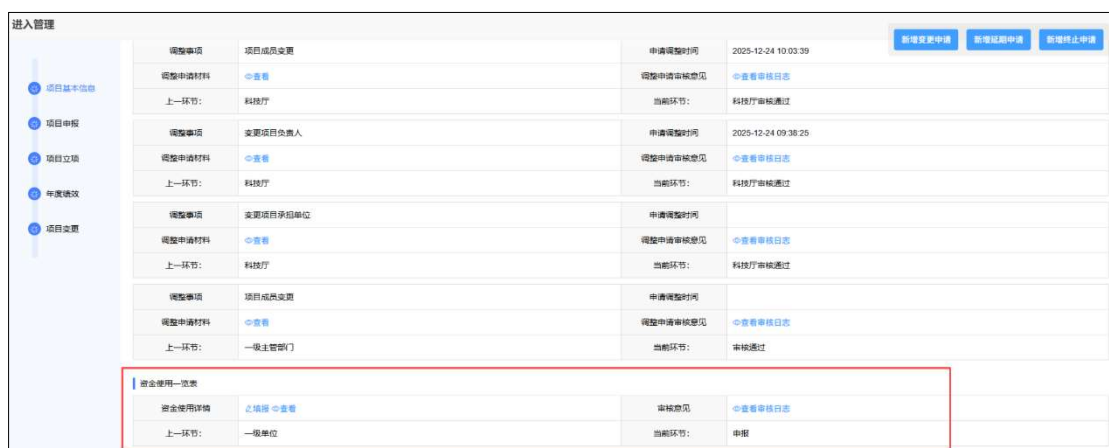 进入管理
新增变更申请 新增延期申请 新增终止申请
项目基本信息
项目申报
项目立项
年度绩效
项目变更
调整事项 项目成员变更 申请调整时间 2025-12-24 10:03:39
调整申请材料 查看 调整申请审核意见 查看审核日志
上一环节: 科技厅 当前环节: 科技厅审核通过
调整事项 变更项目负责人 申请调整时间 2025-12-24 09:38:25
调整申请材料 查看 调整申请审核意见 查看审核日志
上一环节: 科技厅 当前环节: 科技厅审核通过
调整事项 变更项目承担单位 申请调整时间
调整申请材料 查看 调整申请审核意见 查看审核日志
上一环节: 科技厅 当前环节: 科技厅审核通过
调整事项 项目成员变更 申请调整时间
调整申请材料 查看 调整申请审核意见 查看审核日志
上一环节: 一级主管部门 当前环节: 审核通过
资金使用一览表
资金使用详情 填报 查看 审核意见 查看审核日志
上一环节: 一级单位 当前环节: 申报